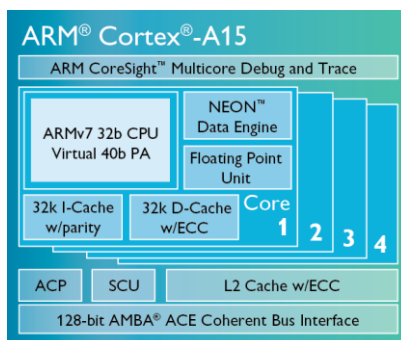 ARM® Cortex®-A15
ARM CoreSight™ Multicore Debug and Trace
ARMv7 32b CPU
Virtual 40b PA
NEON™
Data Engine
Floating Point
Unit
32k I-Cache
w/parity
32k D-Cache
w/ECC
Core
1
2
3
4
ACP
SCU
L2 Cache w/ECC
128-bit AMBA® ACE Coherent Bus Interface